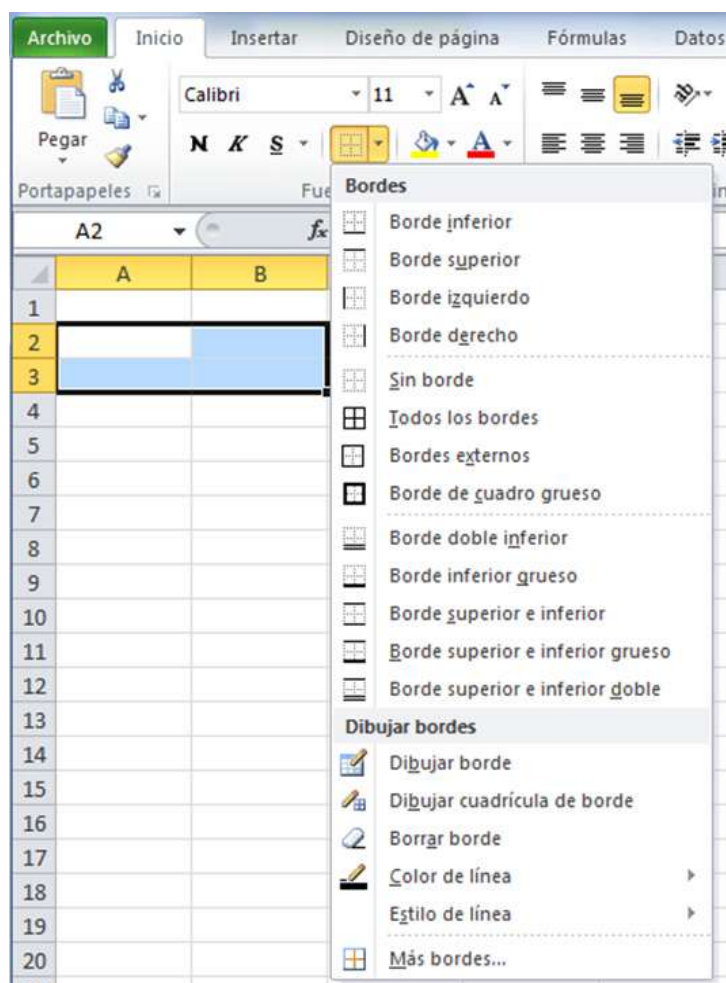 Archivo Inicio Insertar Diseño de página Fórmulas Datos
Calibri 11 A A
Pegar N K S A
Portapapeles Fue
A2 fx
A B
1
2
3
4
5
6
7
8
9
10
11
12
13
14
15
16
17
18
19
20
Bordes
Borde inferior
Borde superior
Borde izquierdo
Borde derecho
Sin borde
Todos los bordes
Bordes externos
Borde de cuadro grueso
Borde doble inferior
Borde inferior grueso
Borde superior e inferior
Borde superior e inferior grueso
Borde superior e inferior doble
Dibujar bordes
Dibujar borde
Dibujar cuadrícula de borde
Borrar borde
Color de línea
Estilo de línea
Más bordes...